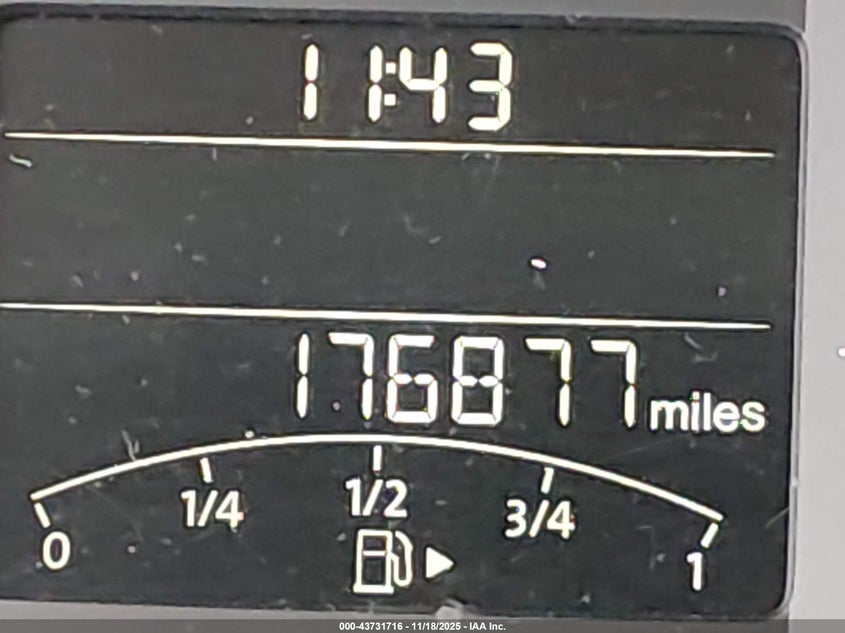 11:43
176877 miles
0 1/4 1/2 3/4 1
000-43731716 - 11/18/2025 - IAA Inc.